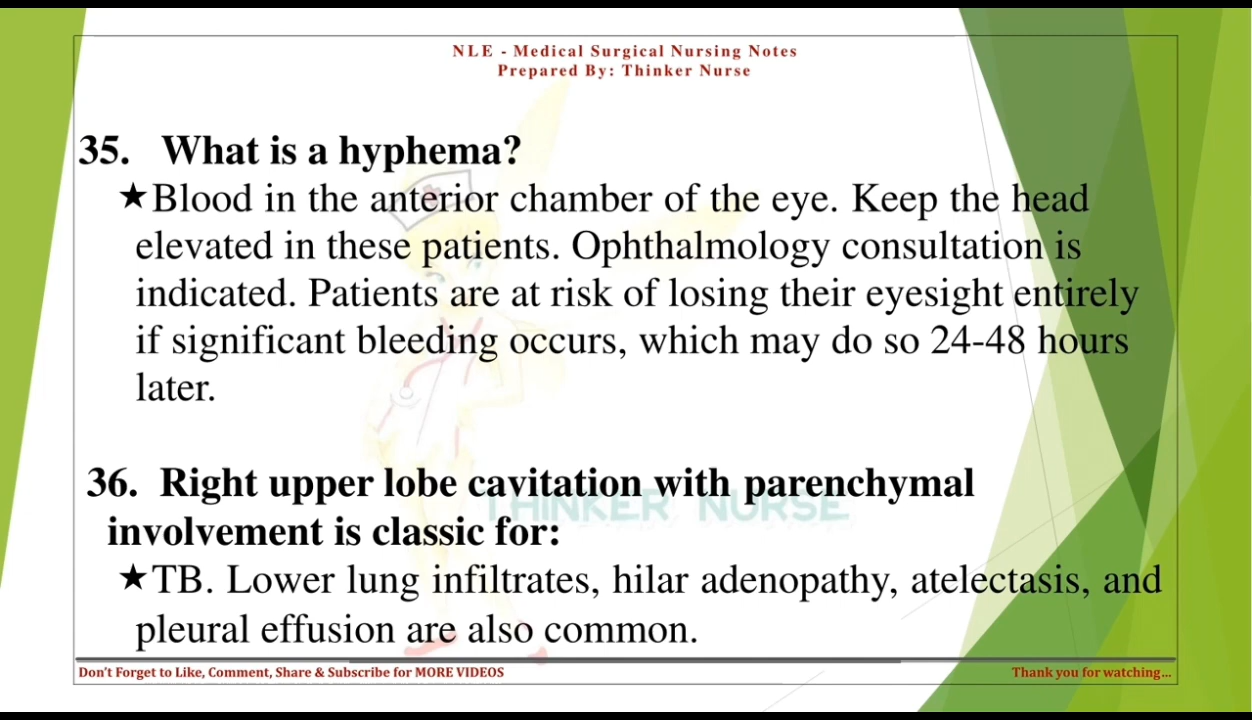 NLE - Medical Surgical Nursing Notes
Prepared By: Thinker Nurse
35. What is a hyphema?
★Blood in the anterior chamber of the eye. Keep the head
elevated in these patients. Ophthalmology consultation is
indicated. Patients are at risk of losing their eyesight entirely
if significant bleeding occurs, which may do so 24-48 hours
later.
36. Right upper lobe cavitation with parenchymal
THINKER NURSE
involvement is classic for:
★TB. Lower lung infiltrates, hilar adenopathy, atelectasis, and
pleural effusion are also common.
Don't Forget to Like, Comment, Share & Subscribe for MORE VIDEOS
Thank you for watching...